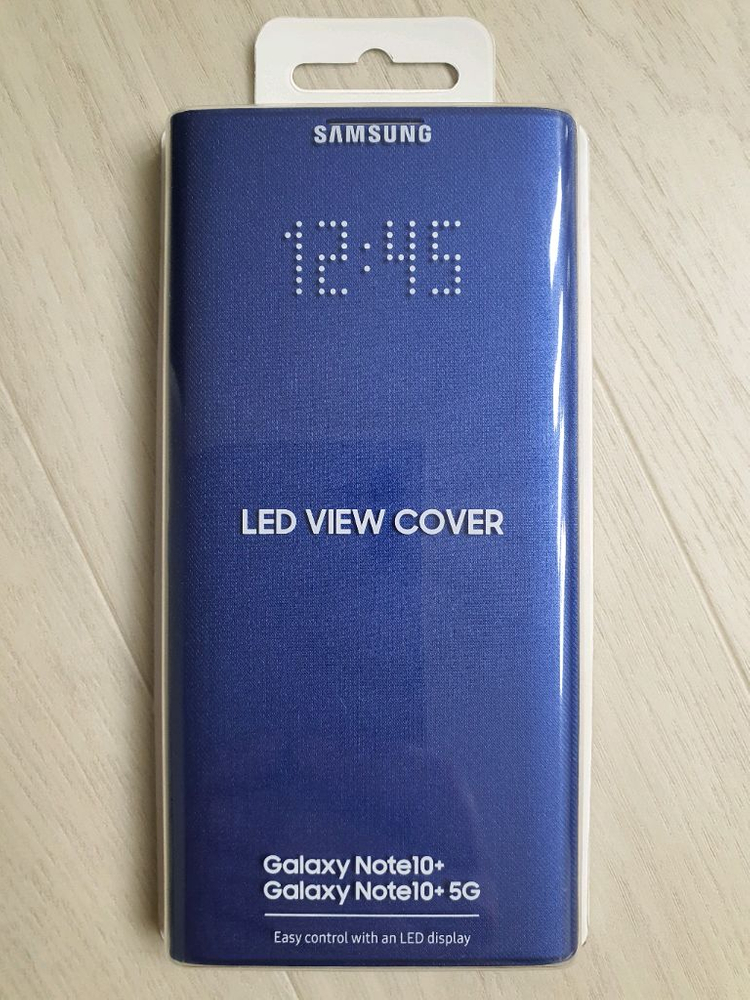 SAMSUNG
12:45
LED VIEW COVER
Galaxy Note10+
Galaxy Note10+ 5G
Easy control with an LED display